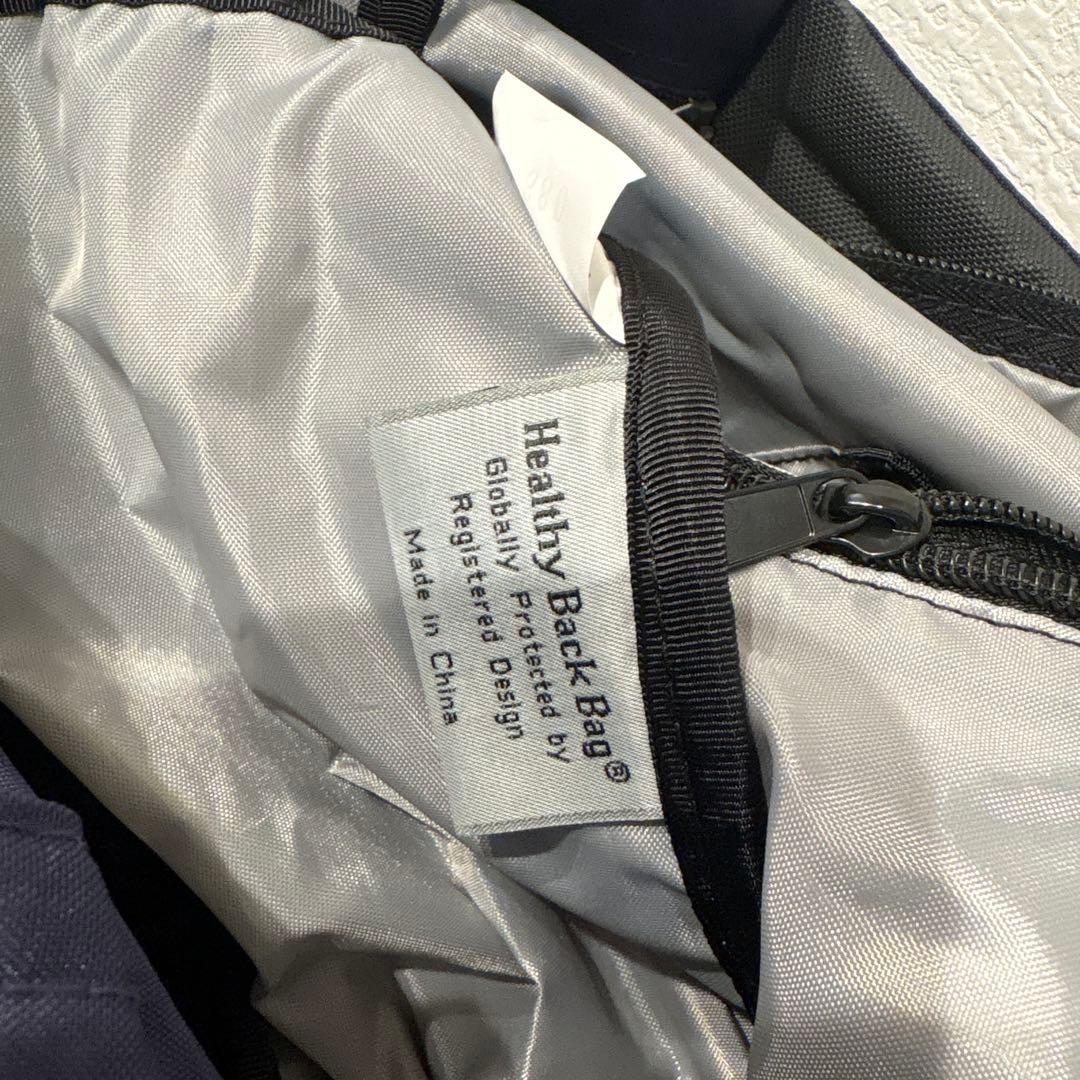 Healthy Back Bag®
Globally Protected by
Registered Design
Made in China